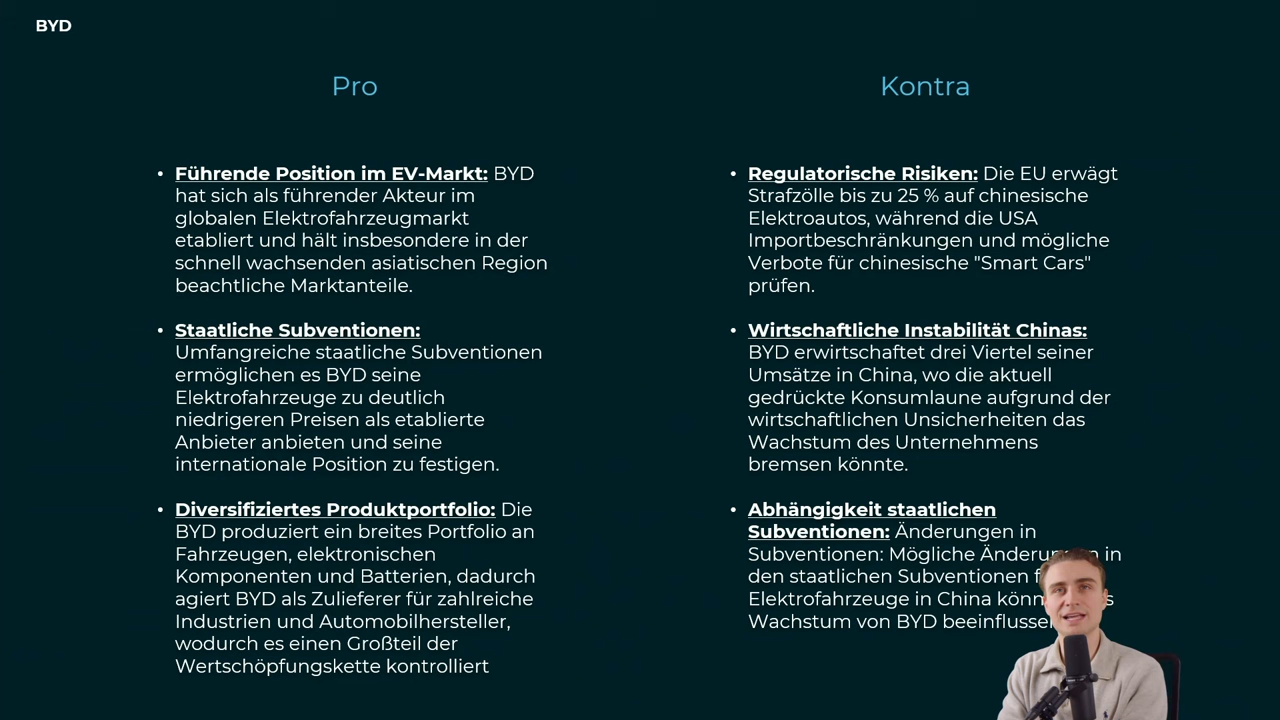 BYD
Pro
• Führende Position im EV-Markt: BYD
hat sich als führender Akteur im
globalen Elektrofahrzeugmarkt
etabliert und hält insbesondere in der
schnell wachsenden asiatischen Region
beachtliche Marktanteile.
• Staatliche Subventionen:
Umfangreiche staatliche Subventionen
ermöglichen es BYD seine
Elektrofahrzeuge zu deutlich
niedrigeren Preisen als etablierte
Anbieter anbieten und seine
internationale Position zu festigen.
• Diversifiziertes Produktportfolio: Die
BYD produziert ein breites Portfolio an
Fahrzeugen, elektronischen
Komponenten und Batterien, dadurch
agiert BYD als Zulieferer für zahlreiche
Industrien und Automobilhersteller,
wodurch es einen Großteil der
Wertschöpfungskette kontrolliert
Kontra
• Regulatorische Risiken: Die EU erwägt
Strafzölle bis zu 25 % auf chinesische
Elektroautos, während die USA
Importbeschränkungen und mögliche
Verbote für chinesische "Smart Cars"
prüfen.
• Wirtschaftliche Instabilität Chinas:
BYD erwirtschaftet drei Viertel seiner
Umsätze in China, wo die aktuell
gedrückte Konsumlaune aufgrund der
wirtschaftlichen Unsicherheiten das
Wachstum des Unternehmens
bremsen könnte.
• Abhängigkeit staatlichen
Subventionen: Änderungen in
Subventionen: Mögliche Änderungen in
den staatlichen Subventionen
Elektrofahrzeuge in China
Wachstum von BYD